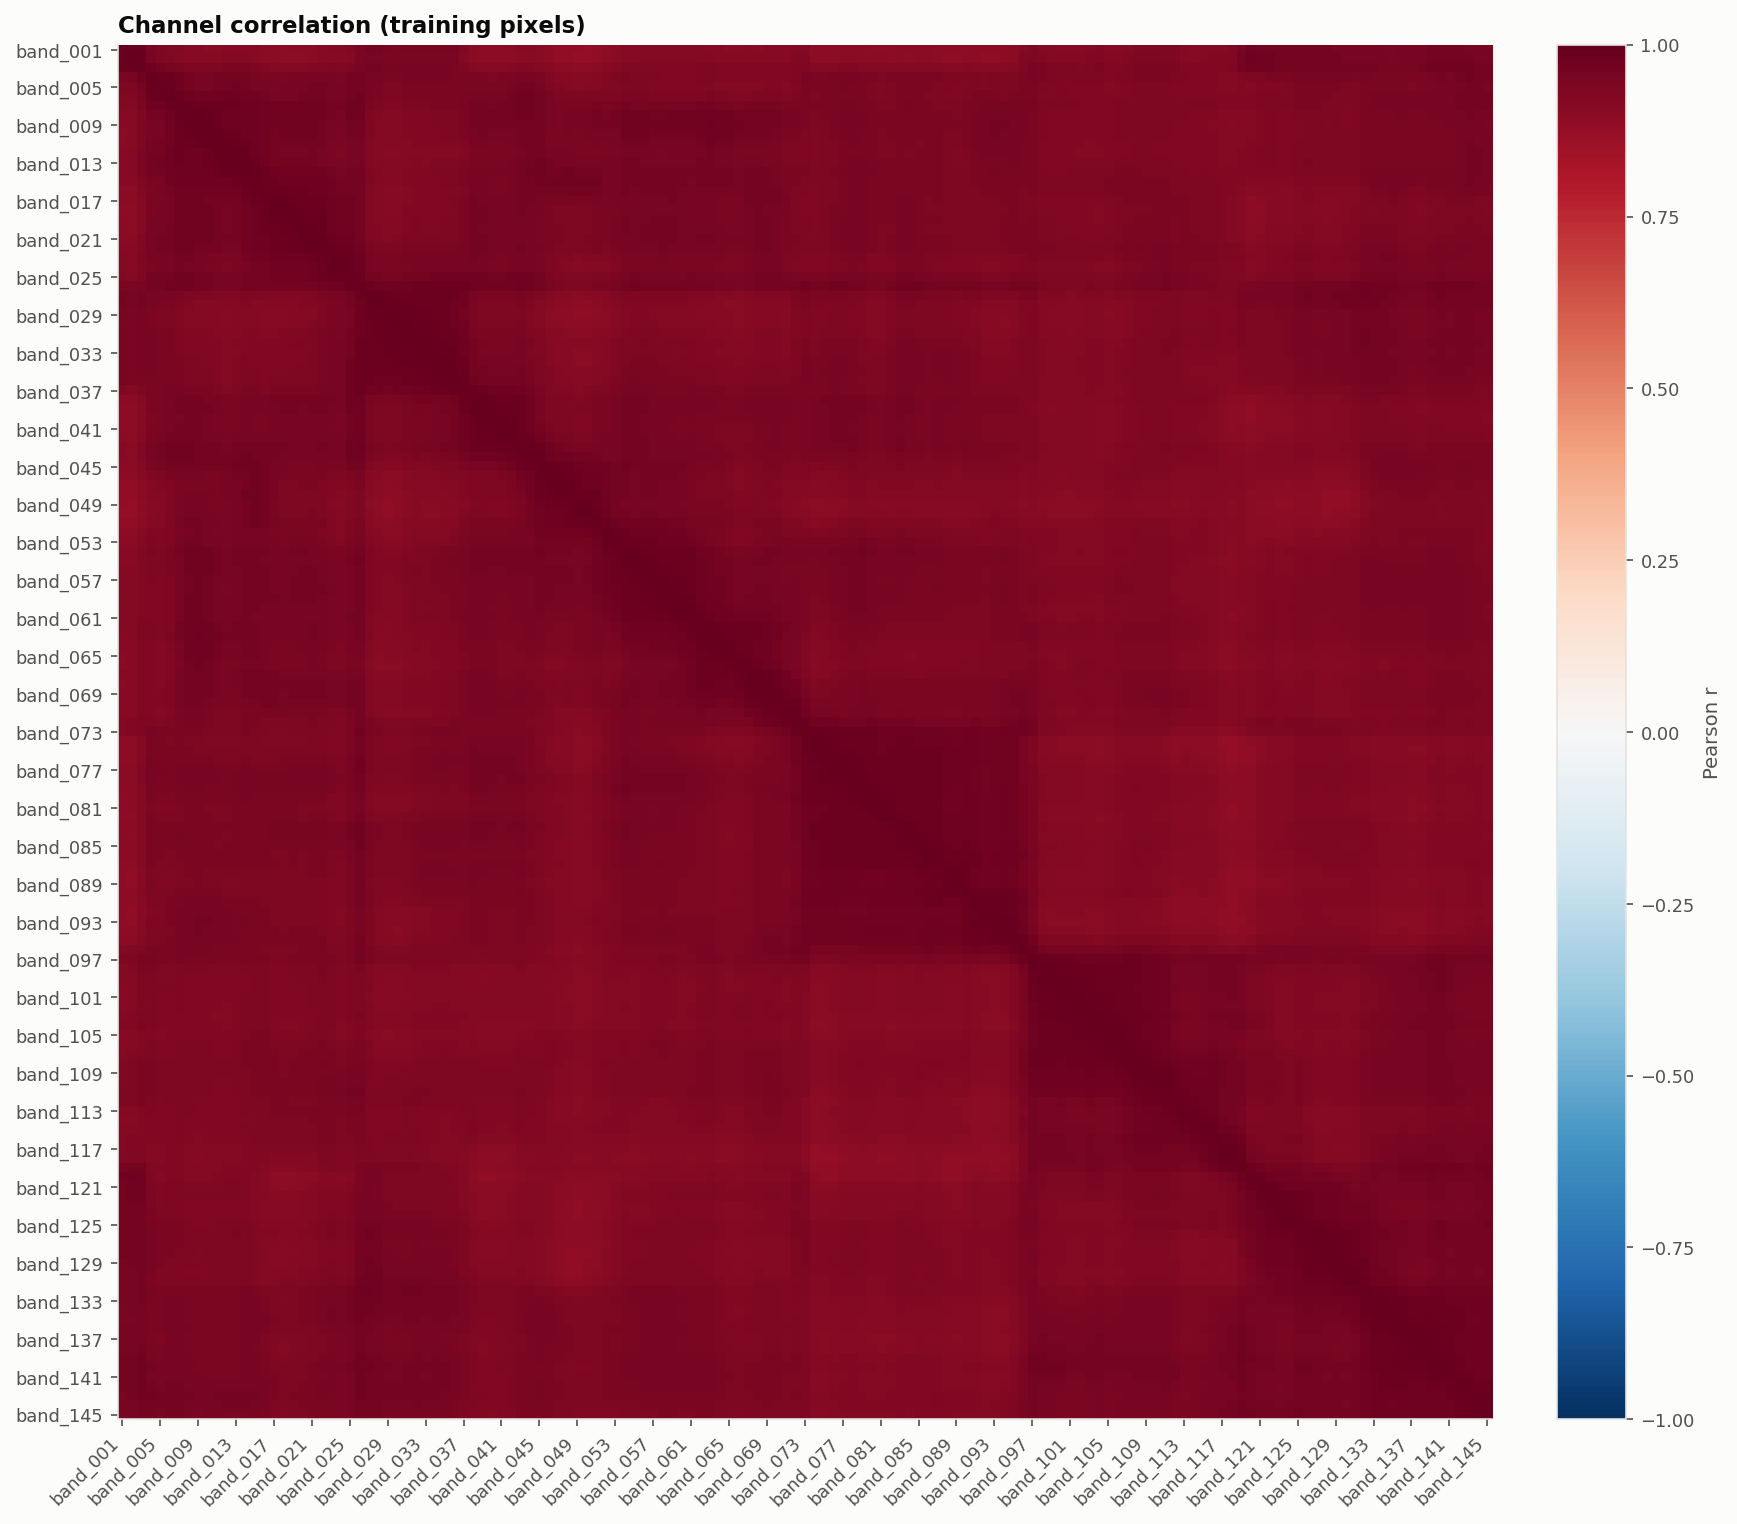 Channel correlation (training pixels)
band_001
band_005
band_009
band_013
band_017
band_021
band_025
band_029
band_033
band_037
band_041
band_045
band_049
band_053
band_057
band_061
band_065
band_069
band_073
band_077
band_081
band_085
band_089
band_093
band_097
band_101
band_105
band_109
band_113
band_117
band_121
band_125
band_129
band_133
band_137
band_141
band_145
band_001
band_005
band_009
band_013
band_017
band_021
band_025
band_029
band_033
band_037
band_041
band_045
band_049
band_053
band_057
band_061
band_065
band_069
band_073
band_077
band_081
band_085
band_089
band_093
band_097
band_101
band_105
band_109
band_113
band_117
band_121
band_125
band_129
band_133
band_137
band_141
band_145
1.00
0.75
0.50
0.25
0.00
−0.25
−0.50
−0.75
−1.00
Pearson r